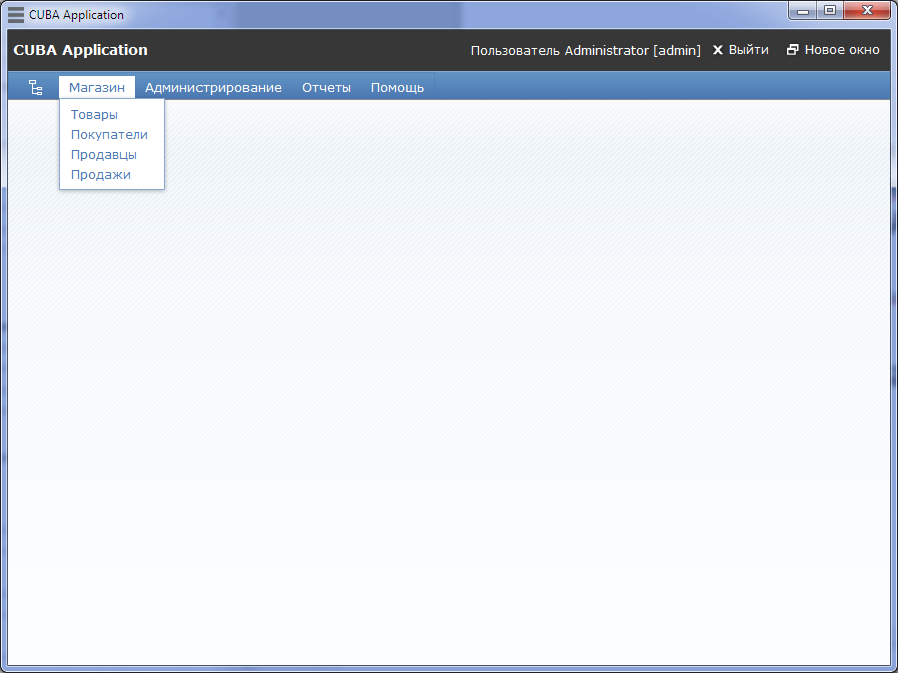 CUBA Application
CUBA Application Пользователь Administrator [admin] Выйти Новое окно
Магазин Администрирование Отчеты Помощь
Товары
Покупатели
Продавцы
Продажи